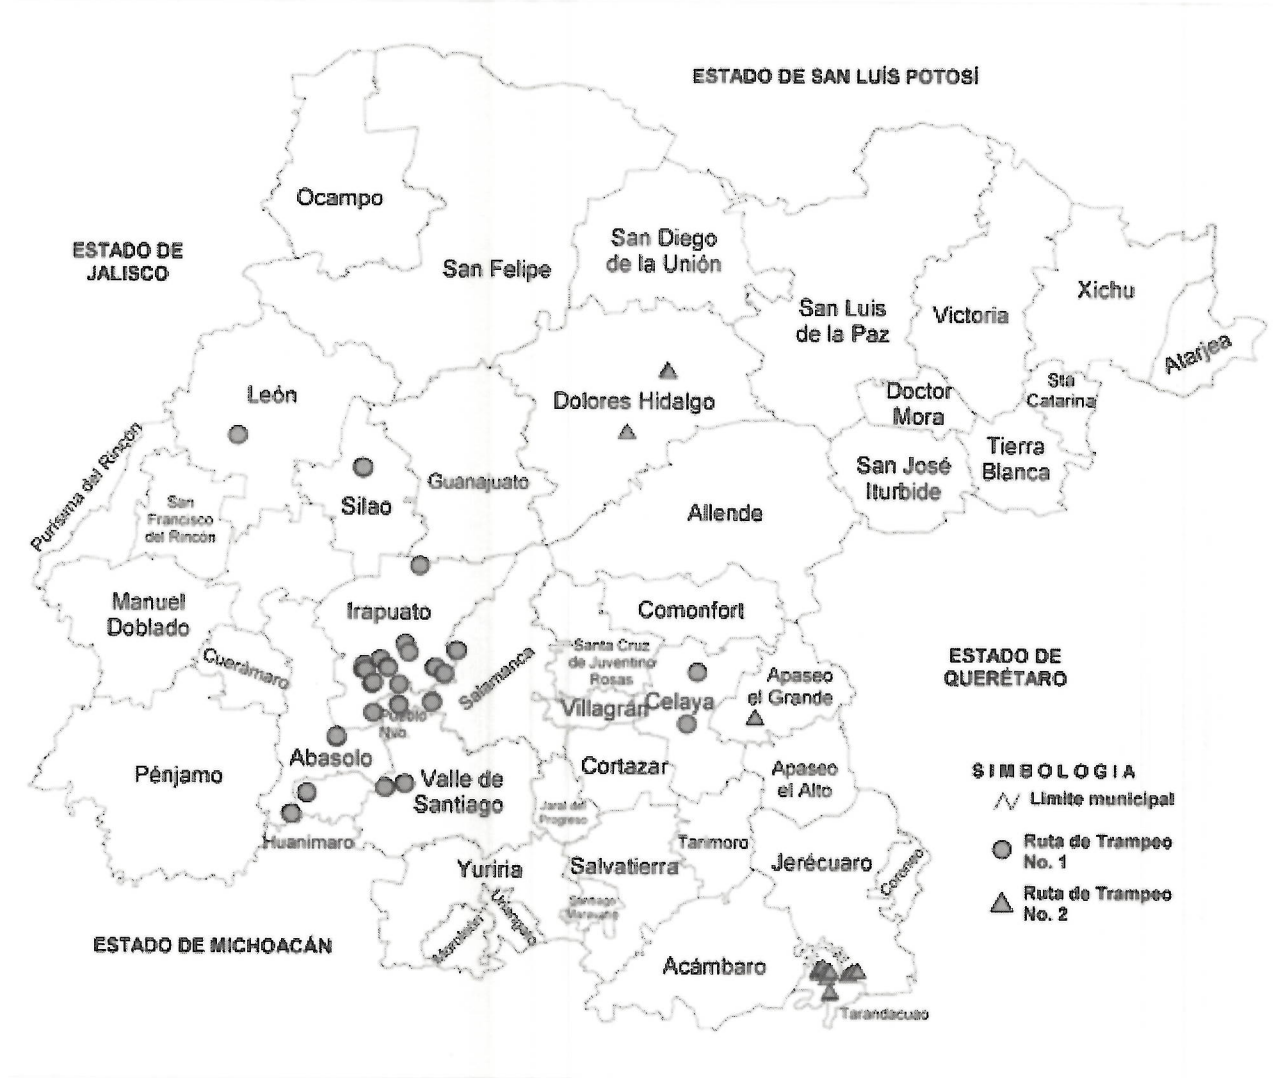 ESTADO DE SAN LUÍS POTOSÍ
Ocampo
ESTADO DE
JALISCO
San Felipe
San Diego
de la Unión
San Luis
de la Paz
Victoria
Xichu
Atarjea
León
Dolores Hidalgo
Doctor
Mora
Sta
Catarina
Purísima del Rincón
San
Francisco
del Rincón
Silao
Guanajuato
Allende
San José
Iturbide
Tierra
Blanca
Manuel
Doblado
Cuerámaro
Irapuato
Salamanca
Comonfort
Santa Cruz
de Juventino
Rosas
Villagrán
Celaya
Apaseo
el Grande
ESTADO DE
QUERÉTARO
Pueblo
Nvo.
Pénjamo
Abasolo
Huanimaro
Valle de
Santiago
Cortazar
Apaseo
el Alto
Jaral del
Progreso
Tarimoro
Yuriria
Salvatierra
Jerécuaro
Coroneo
Moroleón
Uriangato
Santiago
Maravatio
Acámbaro
Tarandacuao
ESTADO DE MICHOACÁN
SIMBOLOGIA
Limite municipal
Ruta de Trampeo
No. 1
Ruta de Trampeo
No. 2